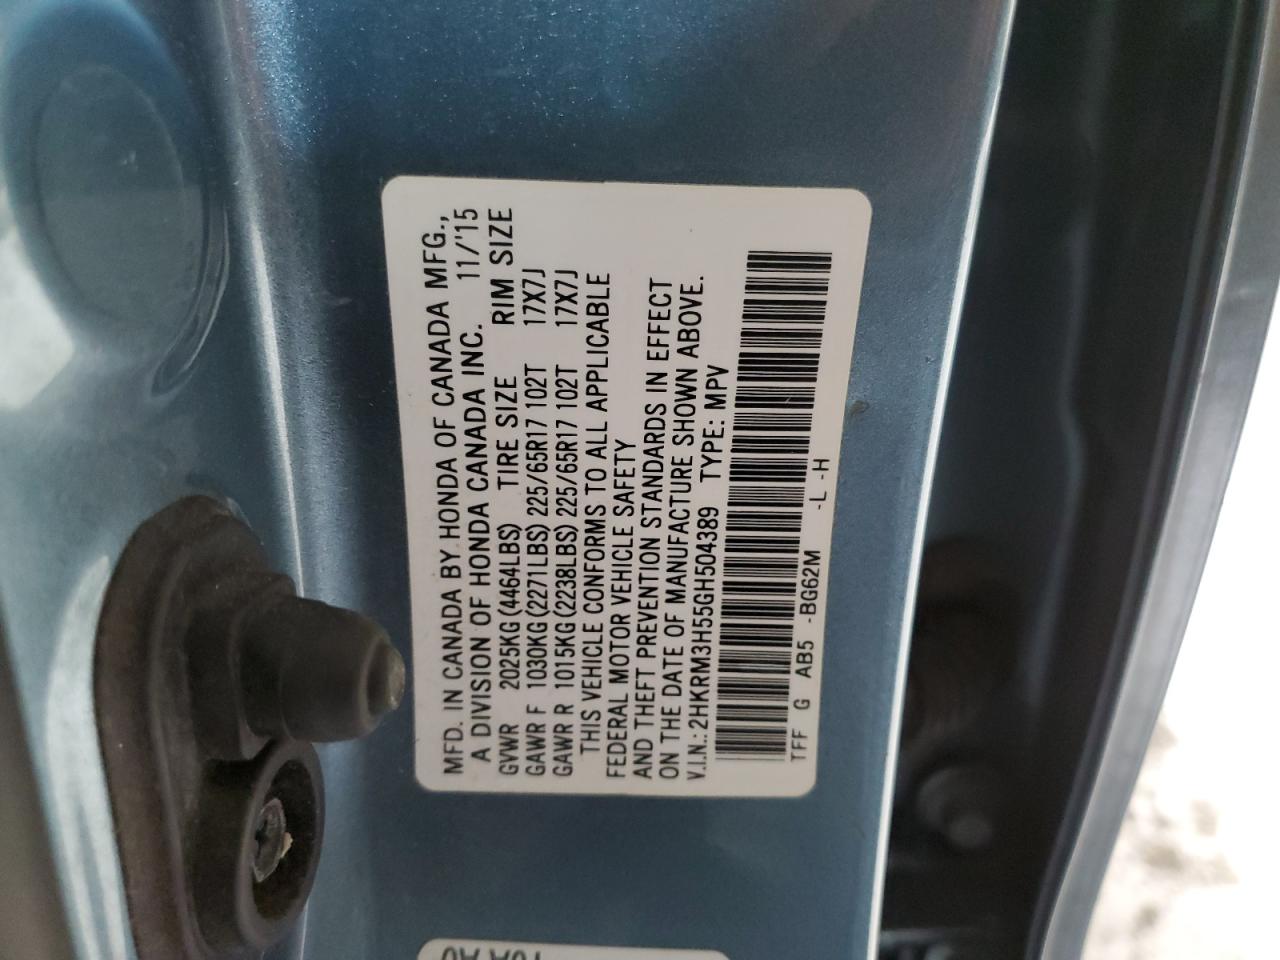 MFD. IN CANADA BY HONDA OF CANADA MFG.,
A DIVISION OF HONDA CANADA INC. 11/'15
GVWR 2025KG(4464LBS) TIRE SIZE RIM SIZE
GAWR F 1030KG(2271LBS) 225/65R17 102T 17X7J
GAWR R 1015KG(2238LBS) 225/65R17 102T 17X7J
THIS VEHICLE CONFORMS TO ALL APPLICABLE
FEDERAL MOTOR VEHICLE SAFETY
AND THEFT PREVENTION STANDARDS IN EFFECT
ON THE DATE OF MANUFACTURE SHOWN ABOVE.
V.I.N.: 2HKRM3H55GH504389 TYPE: MPV
TFF G AB5 -BG62M -L -H